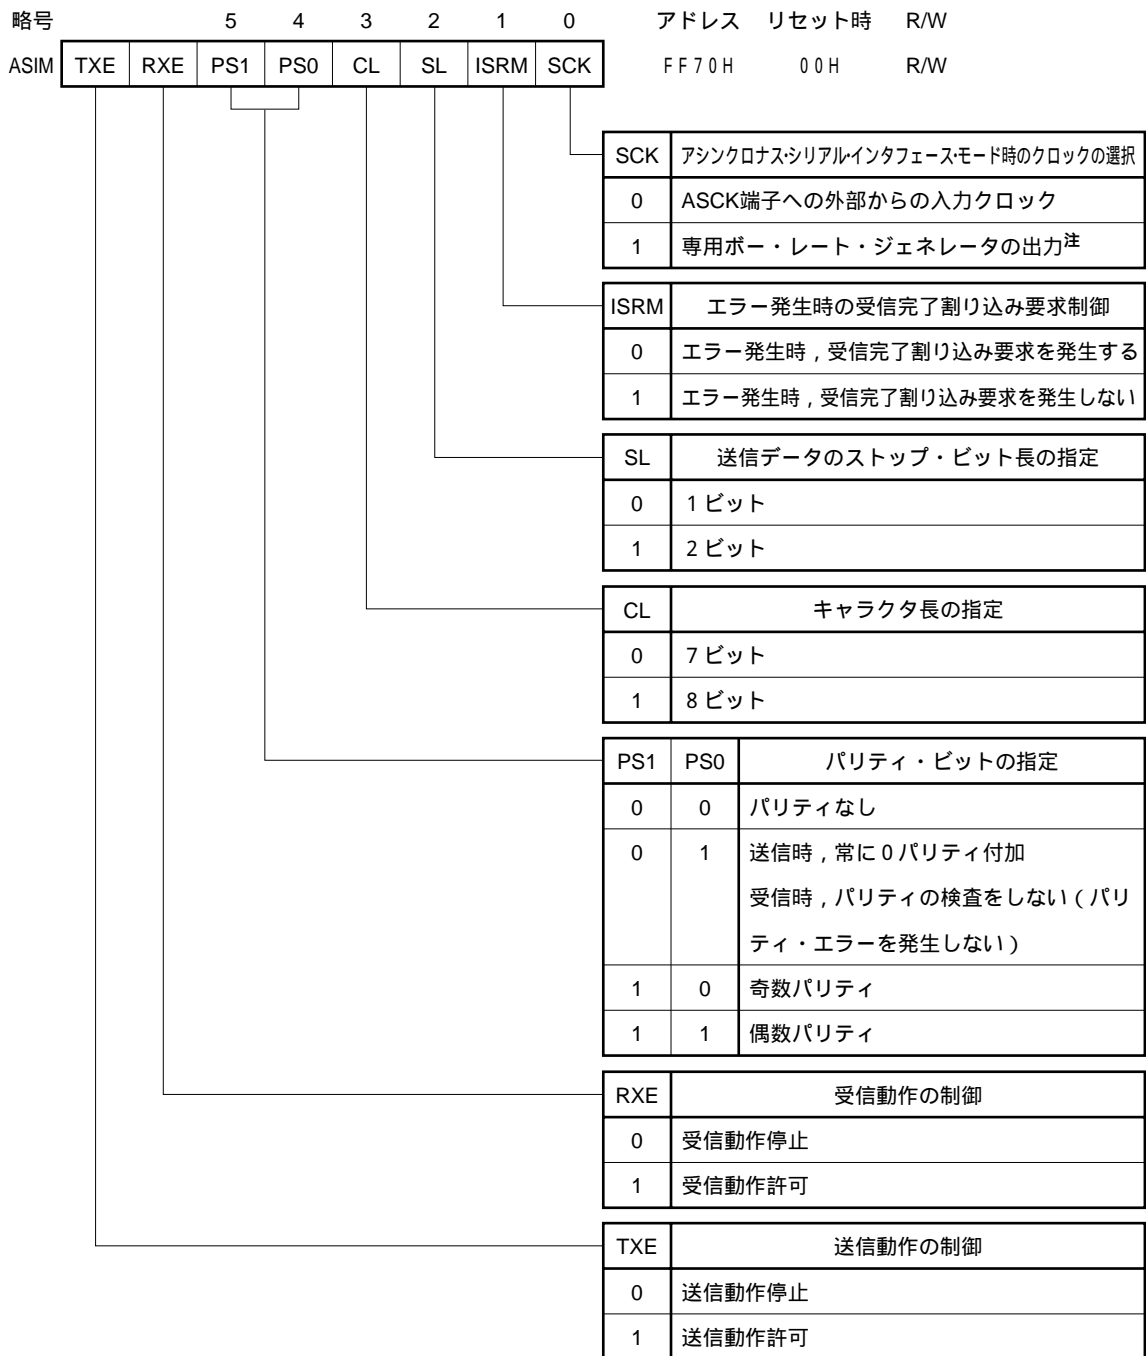 略号 5 4 3 2 1 0 アドレス リセット時 R/W
ASIM TXE RXE PS1 PS0 CL SL ISRM SCK FF70H 00H R/W
SCK アシンクロナス・シリアル・インタフェース・モード時のクロックの選択
0 ASCK端子への外部からの入力クロック
1 専用ボー・レート・ジェネレータの出力注
ISRM エラー発生時の受信完了割り込み要求制御
0 エラー発生時，受信完了割り込み要求を発生する
1 エラー発生時，受信完了割り込み要求を発生しない
SL 送信データのストップ・ビット長の指定
0 1ビット
1 2ビット
CL キャラクタ長の指定
0 7ビット
1 8ビット
PS1 PS0 パリティ・ビットの指定
0 0 パリティなし
0 1 送信時，常に0パリティ付加
受信時，パリティの検査をしない（パリ
ティ・エラーを発生しない）
1 0 奇数パリティ
1 1 偶数パリティ
RXE 受信動作の制御
0 受信動作停止
1 受信動作許可
TXE 送信動作の制御
0 送信動作停止
1 送信動作許可